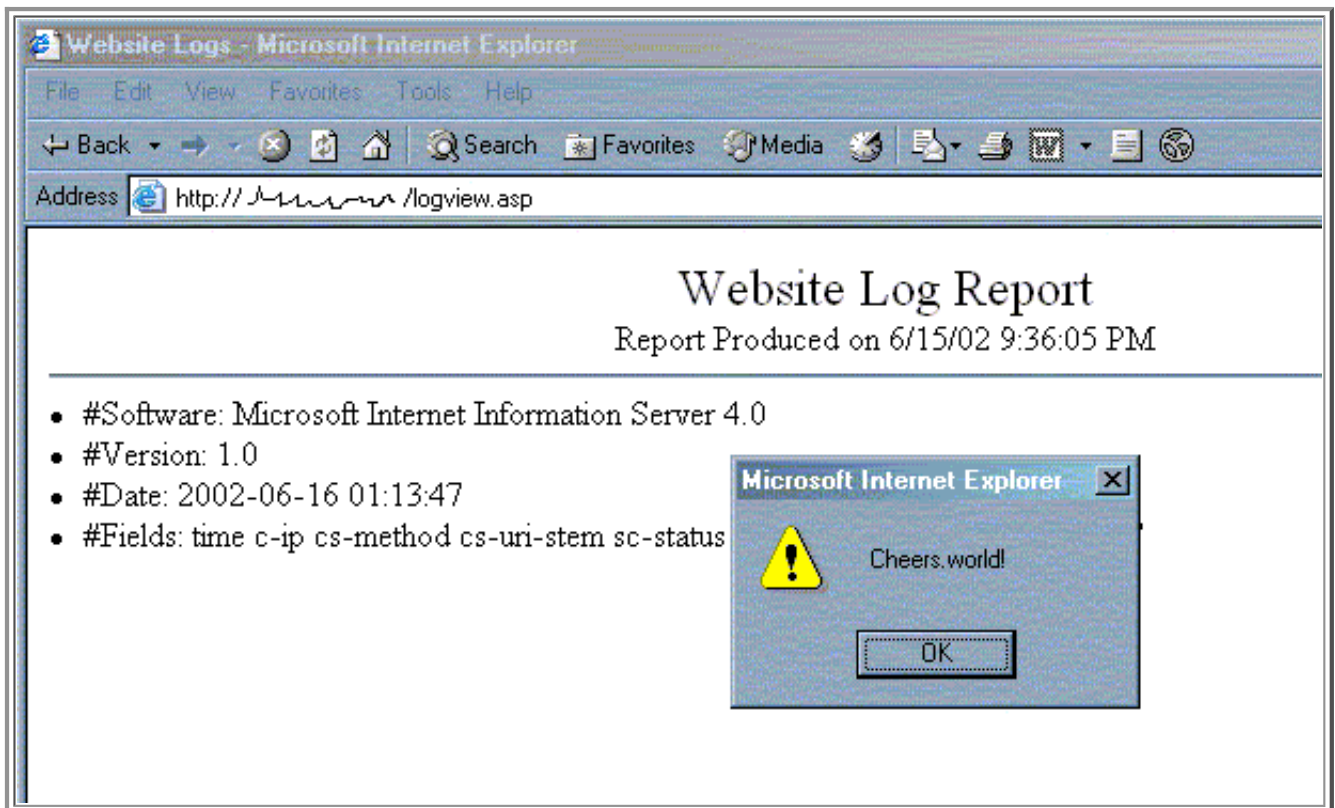 Website Logs - Microsoft Internet Explorer
File Edit View Favorites Tools Help
Back Search Favorites Media
Address http:// /logview.asp
Website Log Report
Report Produced on 6/15/02 9:36:05 PM
• #Software: Microsoft Internet Information Server 4.0
• #Version: 1.0
• #Date: 2002-06-16 01:13:47
• #Fields: time c-ip cs-method cs-uri-stem sc-status
Microsoft Internet Explorer
Cheers.world!
OK